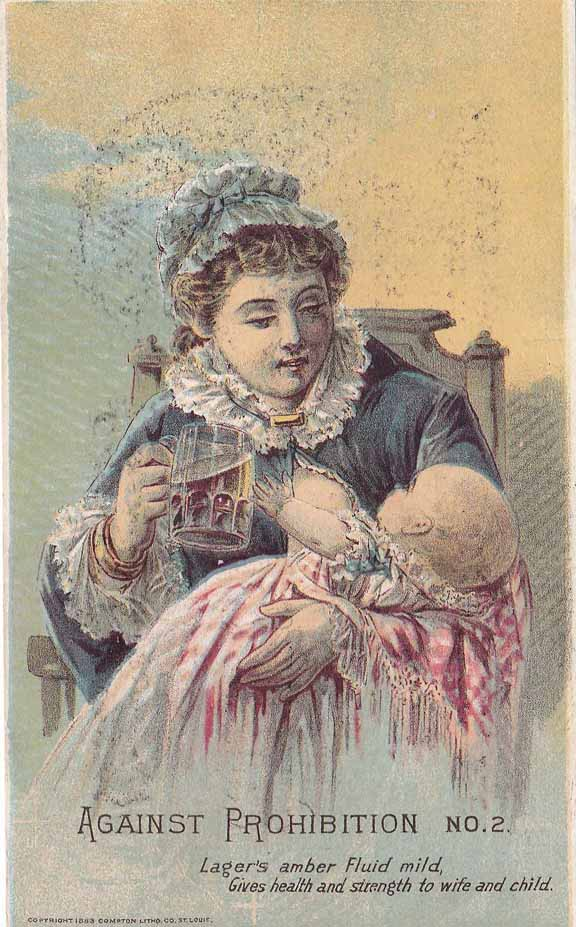 AGAINST PROHIBITION NO. 2.
Lager's amber Fluid mild,
Gives health and strength to wife and child.
COPYRIGHT 1883 COMPTON LITHO. CO. ST. LOUIS.